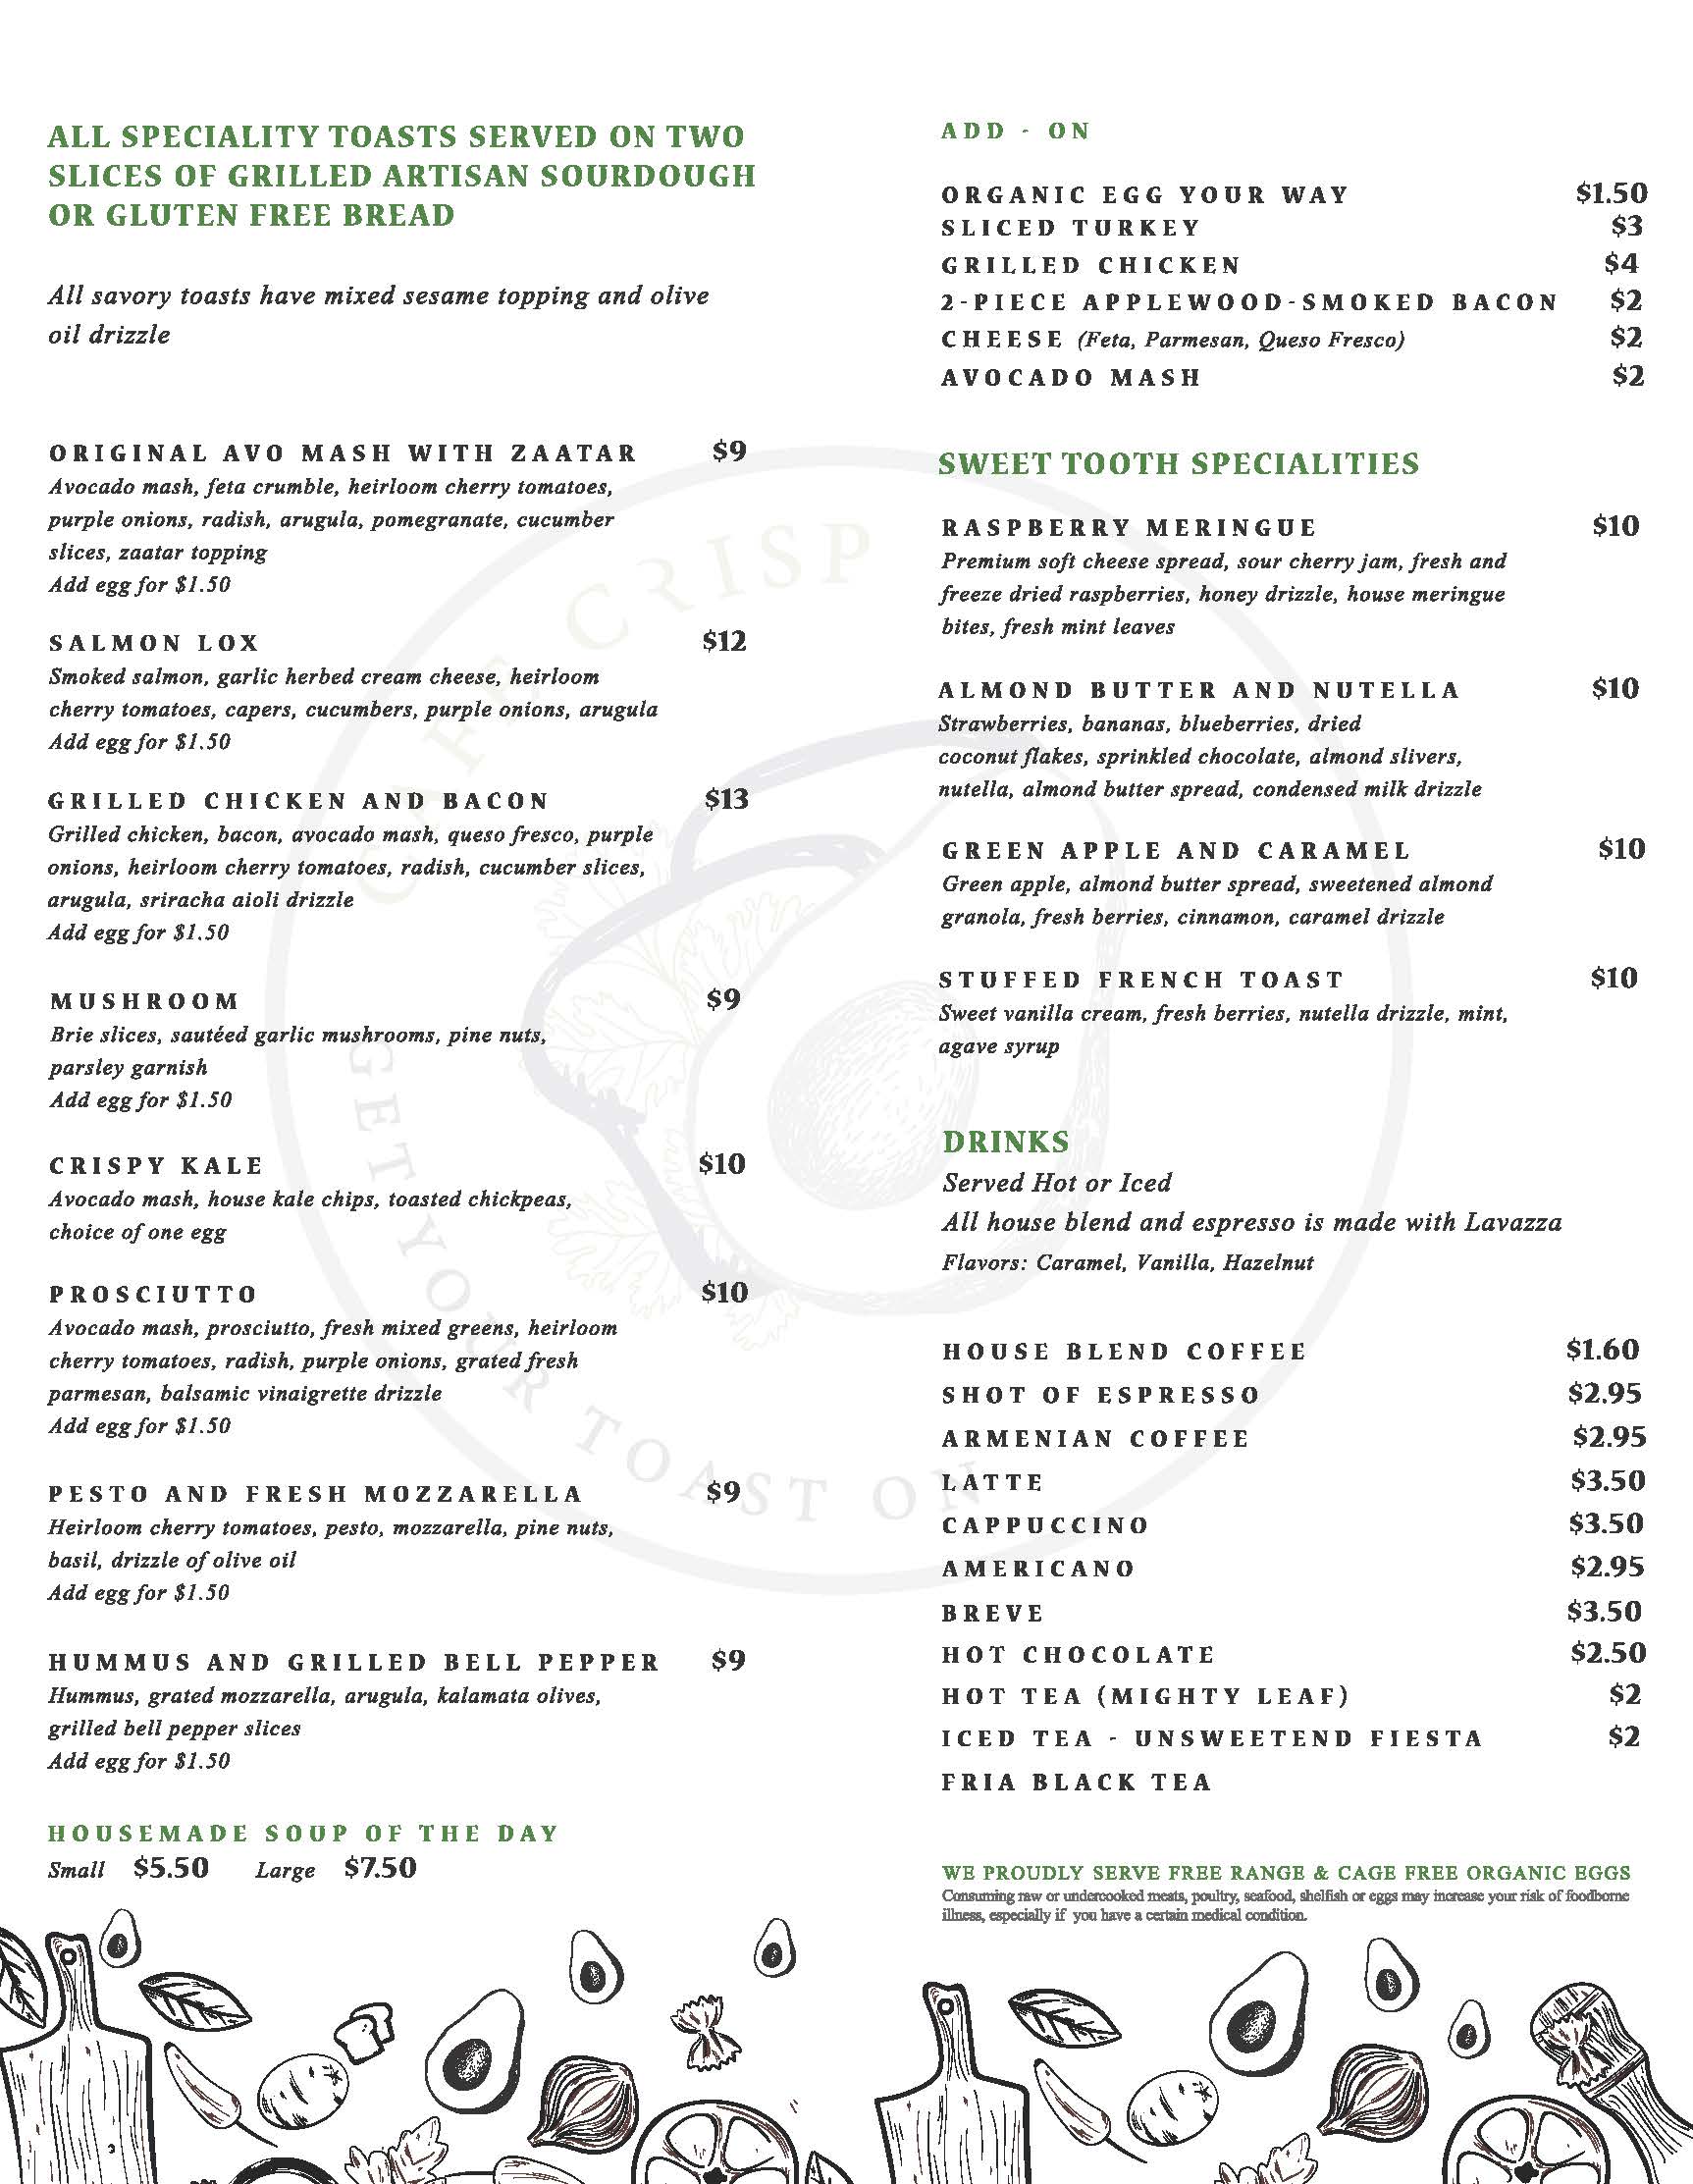 ALL SPECIALITY TOASTS SERVED ON TWO
SLICES OF GRILLED ARTISAN SOURDOUGH
OR GLUTEN FREE BREAD
All savory toasts have mixed sesame topping and olive
oil drizzle
ORIGINAL AVO MASH WITH ZAATAR $9
Avocado mash, feta crumble, heirloom cherry tomatoes,
purple onions, radish, arugula, pomegranate, cucumber
slices, zaatar topping
Add egg for $1.50
SALMON LOX $12
Smoked salmon, garlic herbed cream cheese, heirloom
cherry tomatoes, capers, cucumbers, purple onions, arugula
Add egg for $1.50
GRILLED CHICKEN AND BACON $13
Grilled chicken, bacon, avocado mash, queso fresco, purple
onions, heirloom cherry tomatoes, radish, cucumber slices,
arugula, sriracha aioli drizzle
Add egg for $1.50
MUSHROOM $9
Brie slices, sautéed garlic mushrooms, pine nuts,
parsley garnish
Add egg for $1.50
CRISPY KALE $10
Avocado mash, house kale chips, toasted chickpeas,
choice of one egg
PROSCIUTTO $10
Avocado mash, prosciutto, fresh mixed greens, heirloom
cherry tomatoes, radish, purple onions, grated fresh
parmesan, balsamic vinaigrette drizzle
Add egg for $1.50
PESTO AND FRESH MOZZARELLA $9
Heirloom cherry tomatoes, pesto, mozzarella, pine nuts,
basil, drizzle of olive oil
Add egg for $1.50
HUMMUS AND GRILLED BELL PEPPER $9
Hummus, grated mozzarella, arugula, kalamata olives,
grilled bell pepper slices
Add egg for $1.50
HOUSEMADE SOUP OF THE DAY
Small $5.50 Large $7.50
ADD - ON
ORGANIC EGG YOUR WAY $1.50
SLICED TURKEY $3
GRILLED CHICKEN $4
2-PIECE APPLEWOOD-SMOKED BACON $2
CHEESE (Feta, Parmesan, Queso Fresco) $2
AVOCADO MASH $2
SWEET TOOTH SPECIALITIES
RASPBERRY MERINGUE $10
Premium soft cheese spread, sour cherry jam, fresh and
freeze dried raspberries, honey drizzle, house meringue
bites, fresh mint leaves
ALMOND BUTTER AND NUTELLA $10
Strawberries, bananas, blueberries, dried
coconut flakes, sprinkled chocolate, almond slivers,
nutella, almond butter spread, condensed milk drizzle
GREEN APPLE AND CARAMEL $10
Green apple, almond butter spread, sweetened almond
granola, fresh berries, cinnamon, caramel drizzle
STUFFED FRENCH TOAST $10
Sweet vanilla cream, fresh berries, nutella drizzle, mint,
agave syrup
DRINKS
Served Hot or Iced
All house blend and espresso is made with Lavazza
Flavors: Caramel, Vanilla, Hazelnut
HOUSE BLEND COFFEE $1.60
SHOT OF ESPRESSO $2.95
ARMENIAN COFFEE $2.95
LATTE $3.50
CAPPUCCINO $3.50
AMERICANO $2.95
BREVE $3.50
HOT CHOCOLATE $2.50
HOT TEA (MIGHTY LEAF) $2
ICED TEA - UNSWEETEND FIESTA $2
FRIA BLACK TEA
WE PROUDLY SERVE FREE RANGE & CAGE FREE ORGANIC EGGS
Consuming raw or undercooked meats, poultry, seafood, shelfish or eggs may increase your risk of foodborne
illness, especially if you have a certain medical condition.
CAFE CRISP
GET YOUR TOAST ON